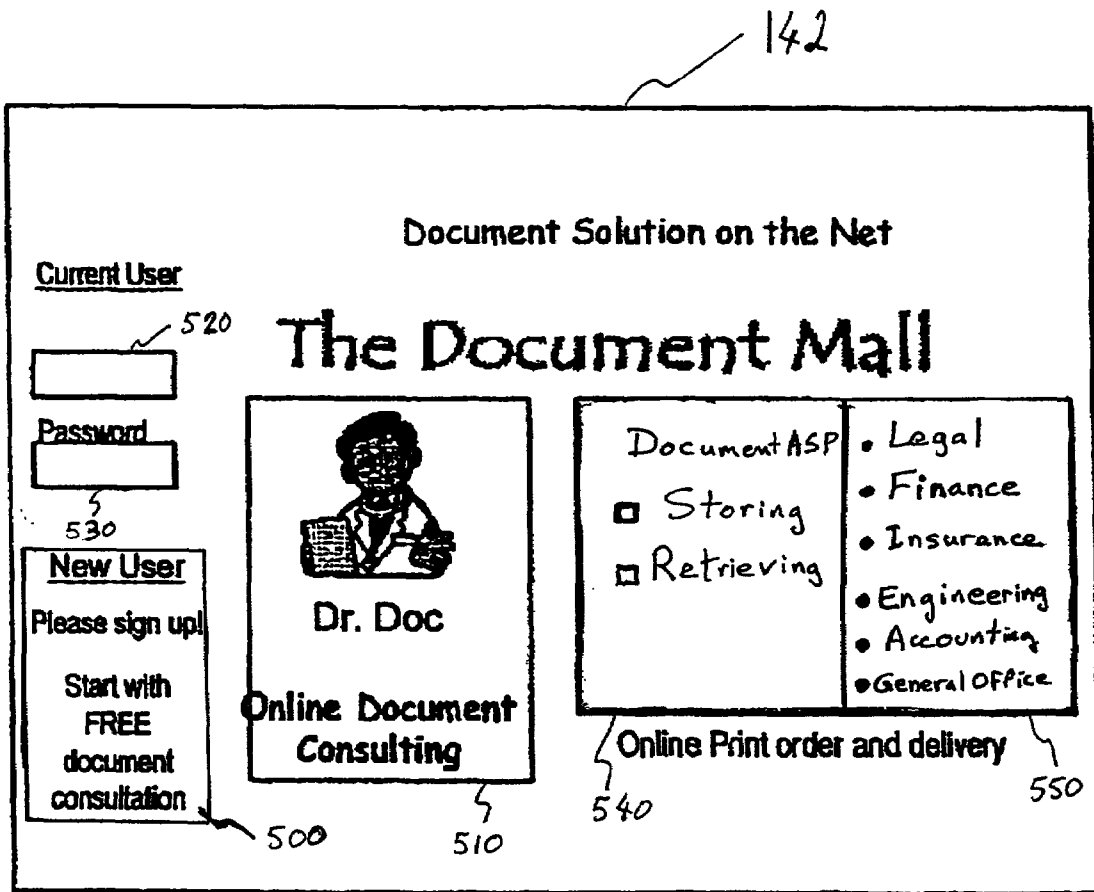 142
Document Solution on the Net
Current User
520
The Document Mall
Password
530
New User
Please sign up!
Start with
FREE
document
consultation
500
Dr. Doc
Online Document
Consulting
510
Document ASP
Storing
Retrieving
540
• Legal
• Finance
• Insurance
• Engineering
• Accounting
• General Office
550
Online Print order and delivery